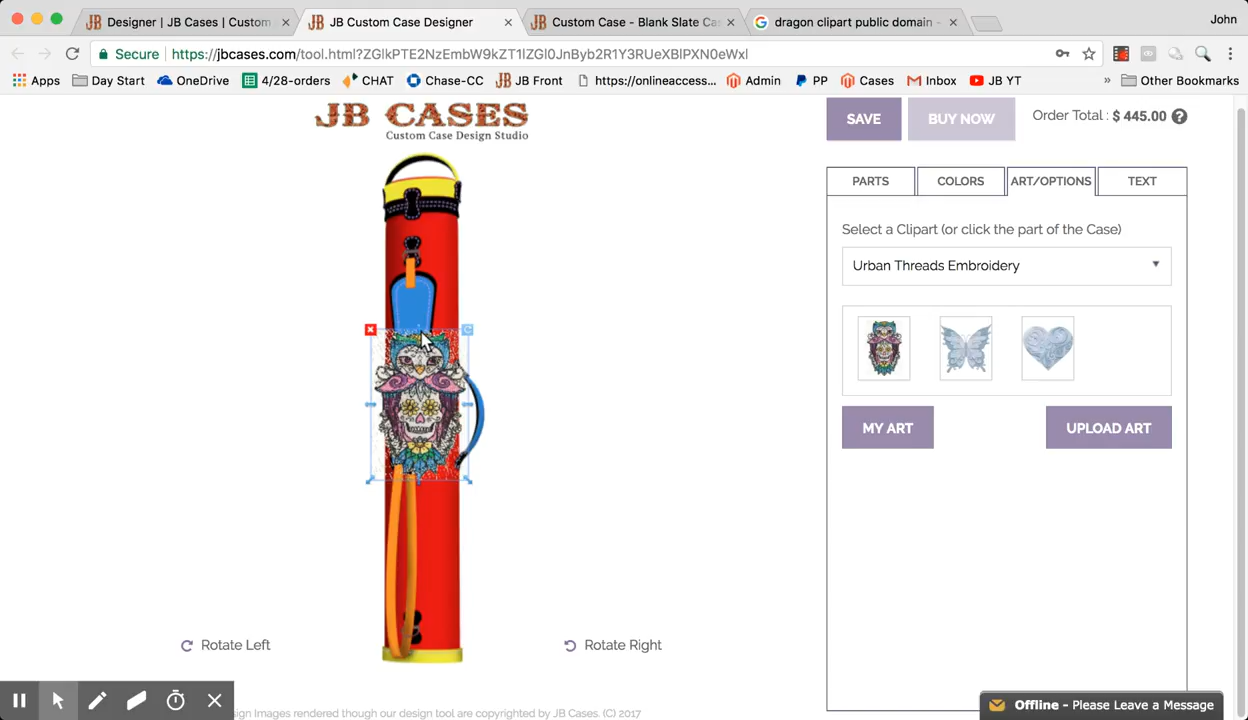 Designer | JB Cases | Custom
JB Custom Case Designer
Custom Case - Blank Slate Cas
dragon clipart public domain -
John
Secure
https://jbcases.com/tool.html?ZGlkPTE2NzEmbW9kZT1lZGl0JnByb2R1Y3RUeXBlPXN0eWxl
Apps
Day Start
OneDrive
4/28-orders
CHAT
Chase-CC
JB Front
https://onlineaccess...
Admin
PP
Cases
Inbox
JB YT
»
Other Bookmarks
JB CASES
Custom Case Design Studio
SAVE
BUY NOW
Order Total : $ 445.00 ?
PARTS
COLORS
ART/OPTIONS
TEXT
Select a Clipart (or click the part of the Case)
Urban Threads Embroidery
MY ART
UPLOAD ART
Rotate Left
Rotate Right
sign Images rendered though our design tool are copyrighted by JB Cases. (C) 2017
Offline - Please Leave a Message